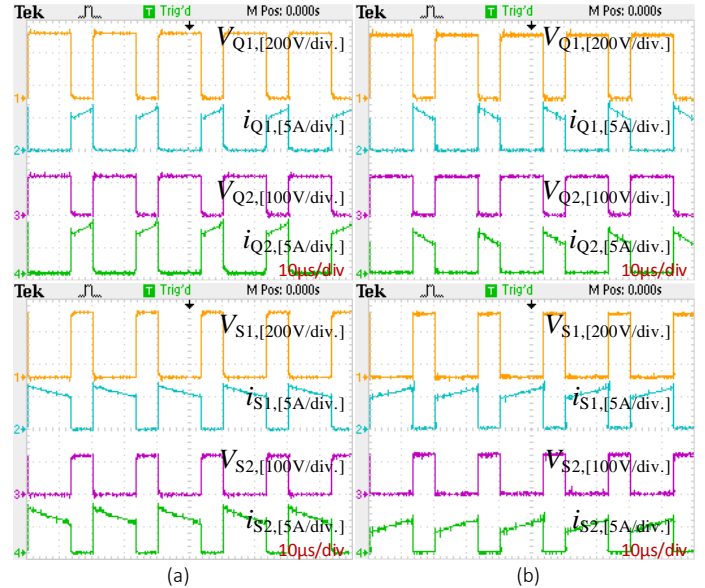 Tek T Trig'd M Pos: 0.000s
VQ1,[200V/div.]
1
iQ1,[5A/div.]
2
VQ2,[100V/div.]
3
iQ2,[5A/div.]
4
10µs/div
Tek T Trig'd M Pos: 0.000s
VQ1,[200V/div.]
1
iQ1,[5A/div.]
2
VQ2,[100V/div.]
3
iQ2,[5A/div.]
4
10µs/div
Tek T Trig'd M Pos: 0.000s
VS1,[200V/div.]
1
iS1,[5A/div.]
2
VS2,[100V/div.]
3
iS2,[5A/div.]
4
10µs/div
Tek T Trig'd M Pos: 0.000s
VS1,[200V/div.]
1
iS1,[5A/div.]
2
VS2,[100V/div.]
3
iS2,[5A/div.]
4
10µs/div
(a)
(b)